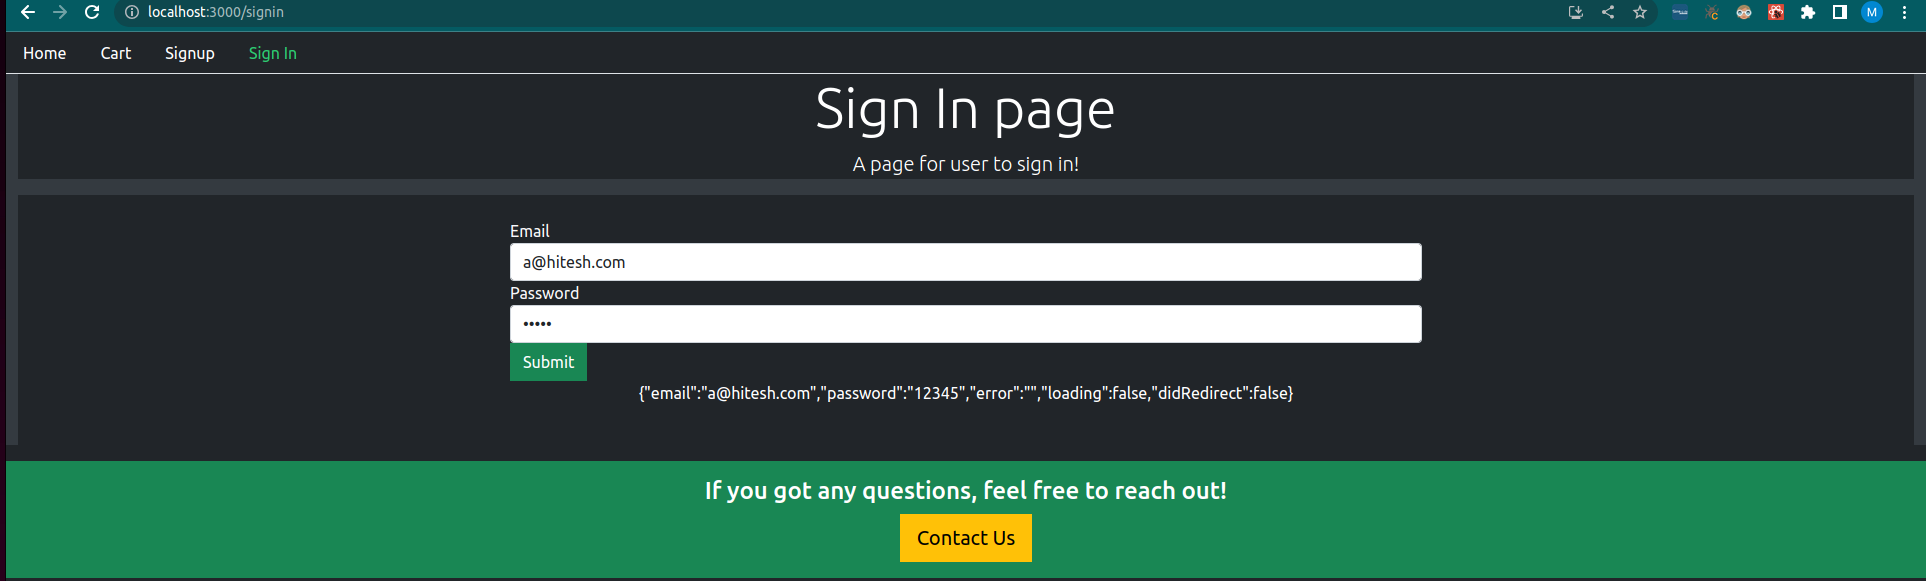 localhost:3000/signin
M
Home Cart Signup Sign In
Sign In page
A page for user to sign in!
Email
a@hitesh.com
Password
•••••
Submit
{"email":"a@hitesh.com","password":"12345","error":"","loading":false,"didRedirect":false}
If you got any questions, feel free to reach out!
Contact Us